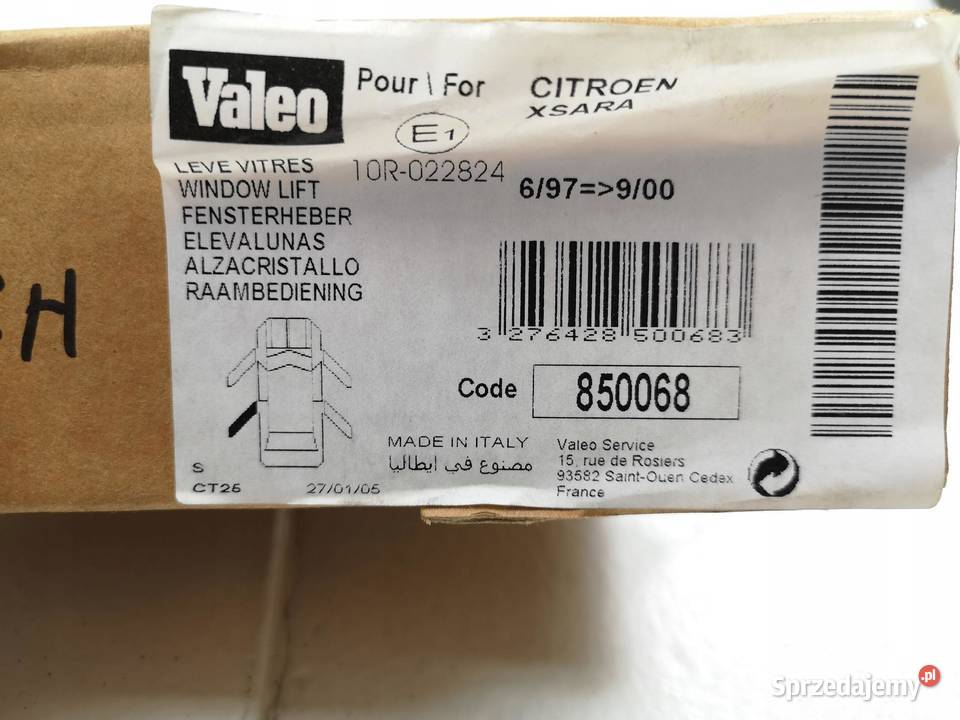 Valeo
Pour \ For
CITROEN
XSARA
E1
10R-022824
6/97=>9/00
LEVE VITRES
WINDOW LIFT
FENSTERHEBER
ELEVALUNAS
ALZACRISTALLO
RAAMBEDIENING
3 276428 500683
Code 850068
MADE IN ITALY
مصنوع في ايطاليا
Valeo Service
15, rue de Rosiers
93582 Saint-Ouen Cedex
France
S
CT25
27/01/05
H
Sprzedajemy.pl